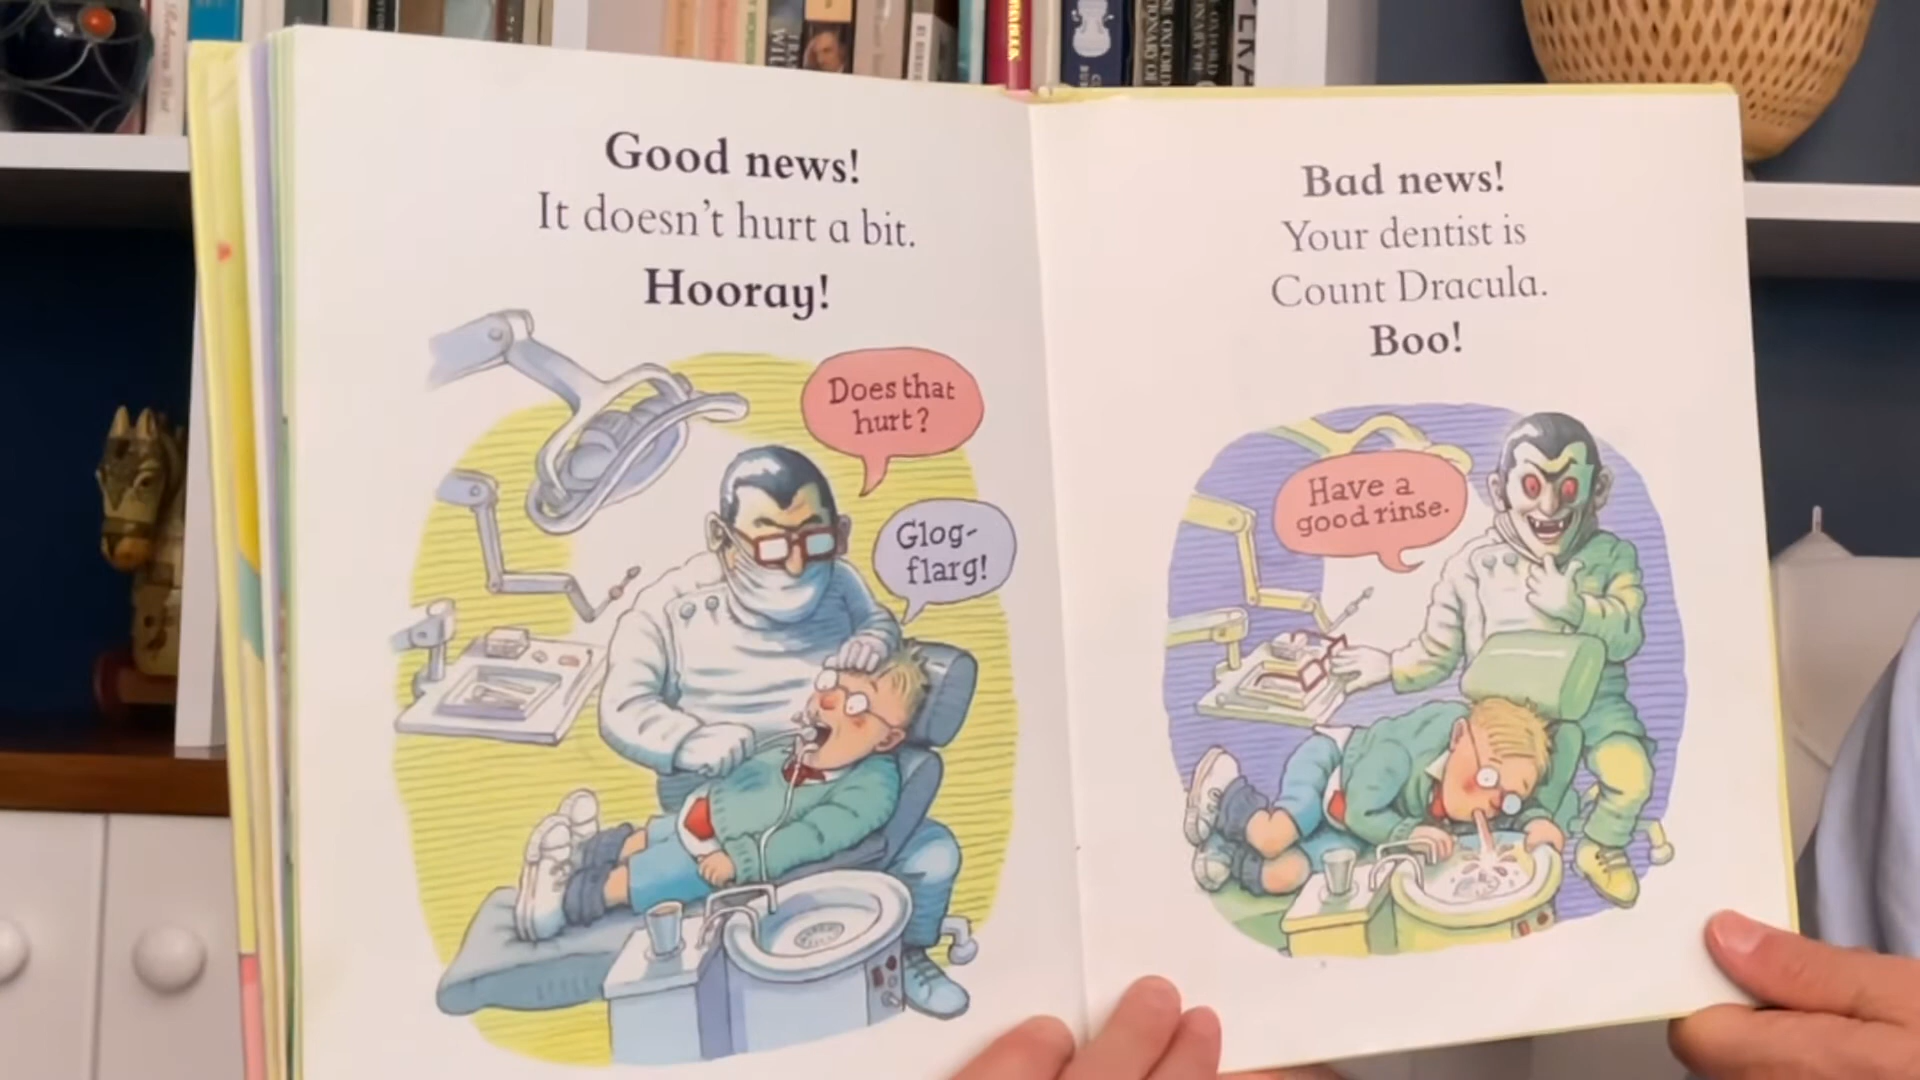 Good news!
It doesn't hurt a bit.
Hooray!
Does that
hurt?
Glog-
flarg!
Bad news!
Your dentist is
Count Dracula.
Boo!
Have a
good rinse.